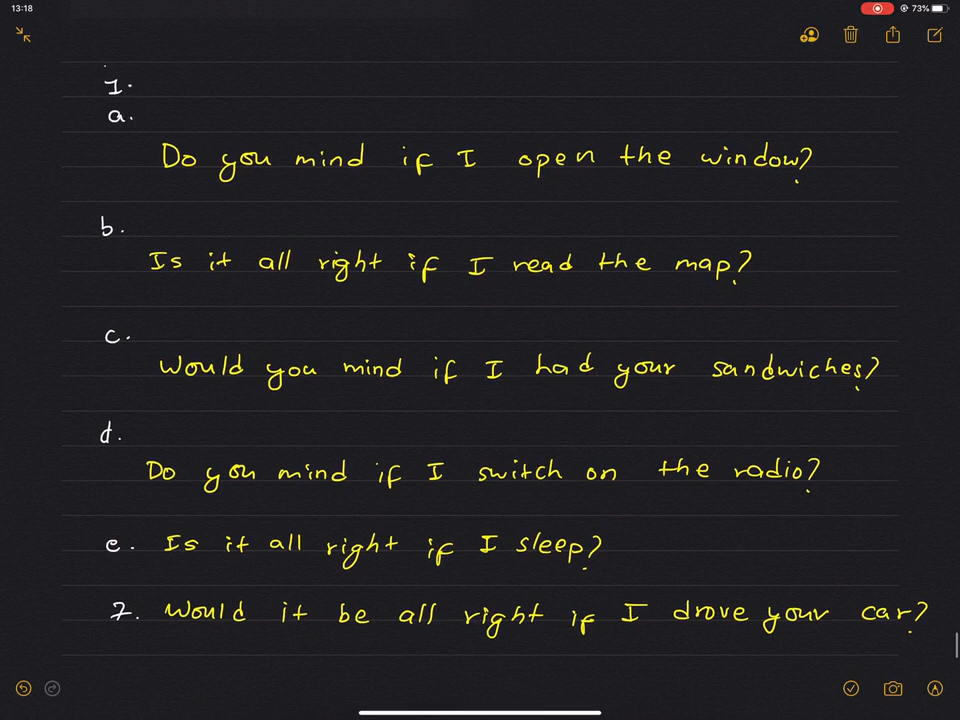 13:18
73%
1.
a.
Do you mind if I open the window?
b.
Is it all right if I read the map?
c.
Would you mind if I had your sandwiches?
d.
Do you mind if I switch on the radio?
e. Is it all right if I sleep?
7. Would it be all right if I drove your car?